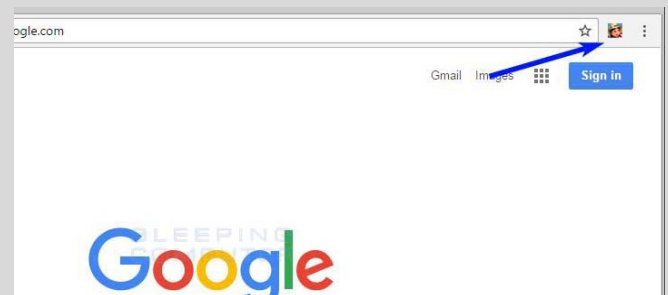 ogle.com
Gmail Images
Sign in
BLEEPING
COMPUTER
Google